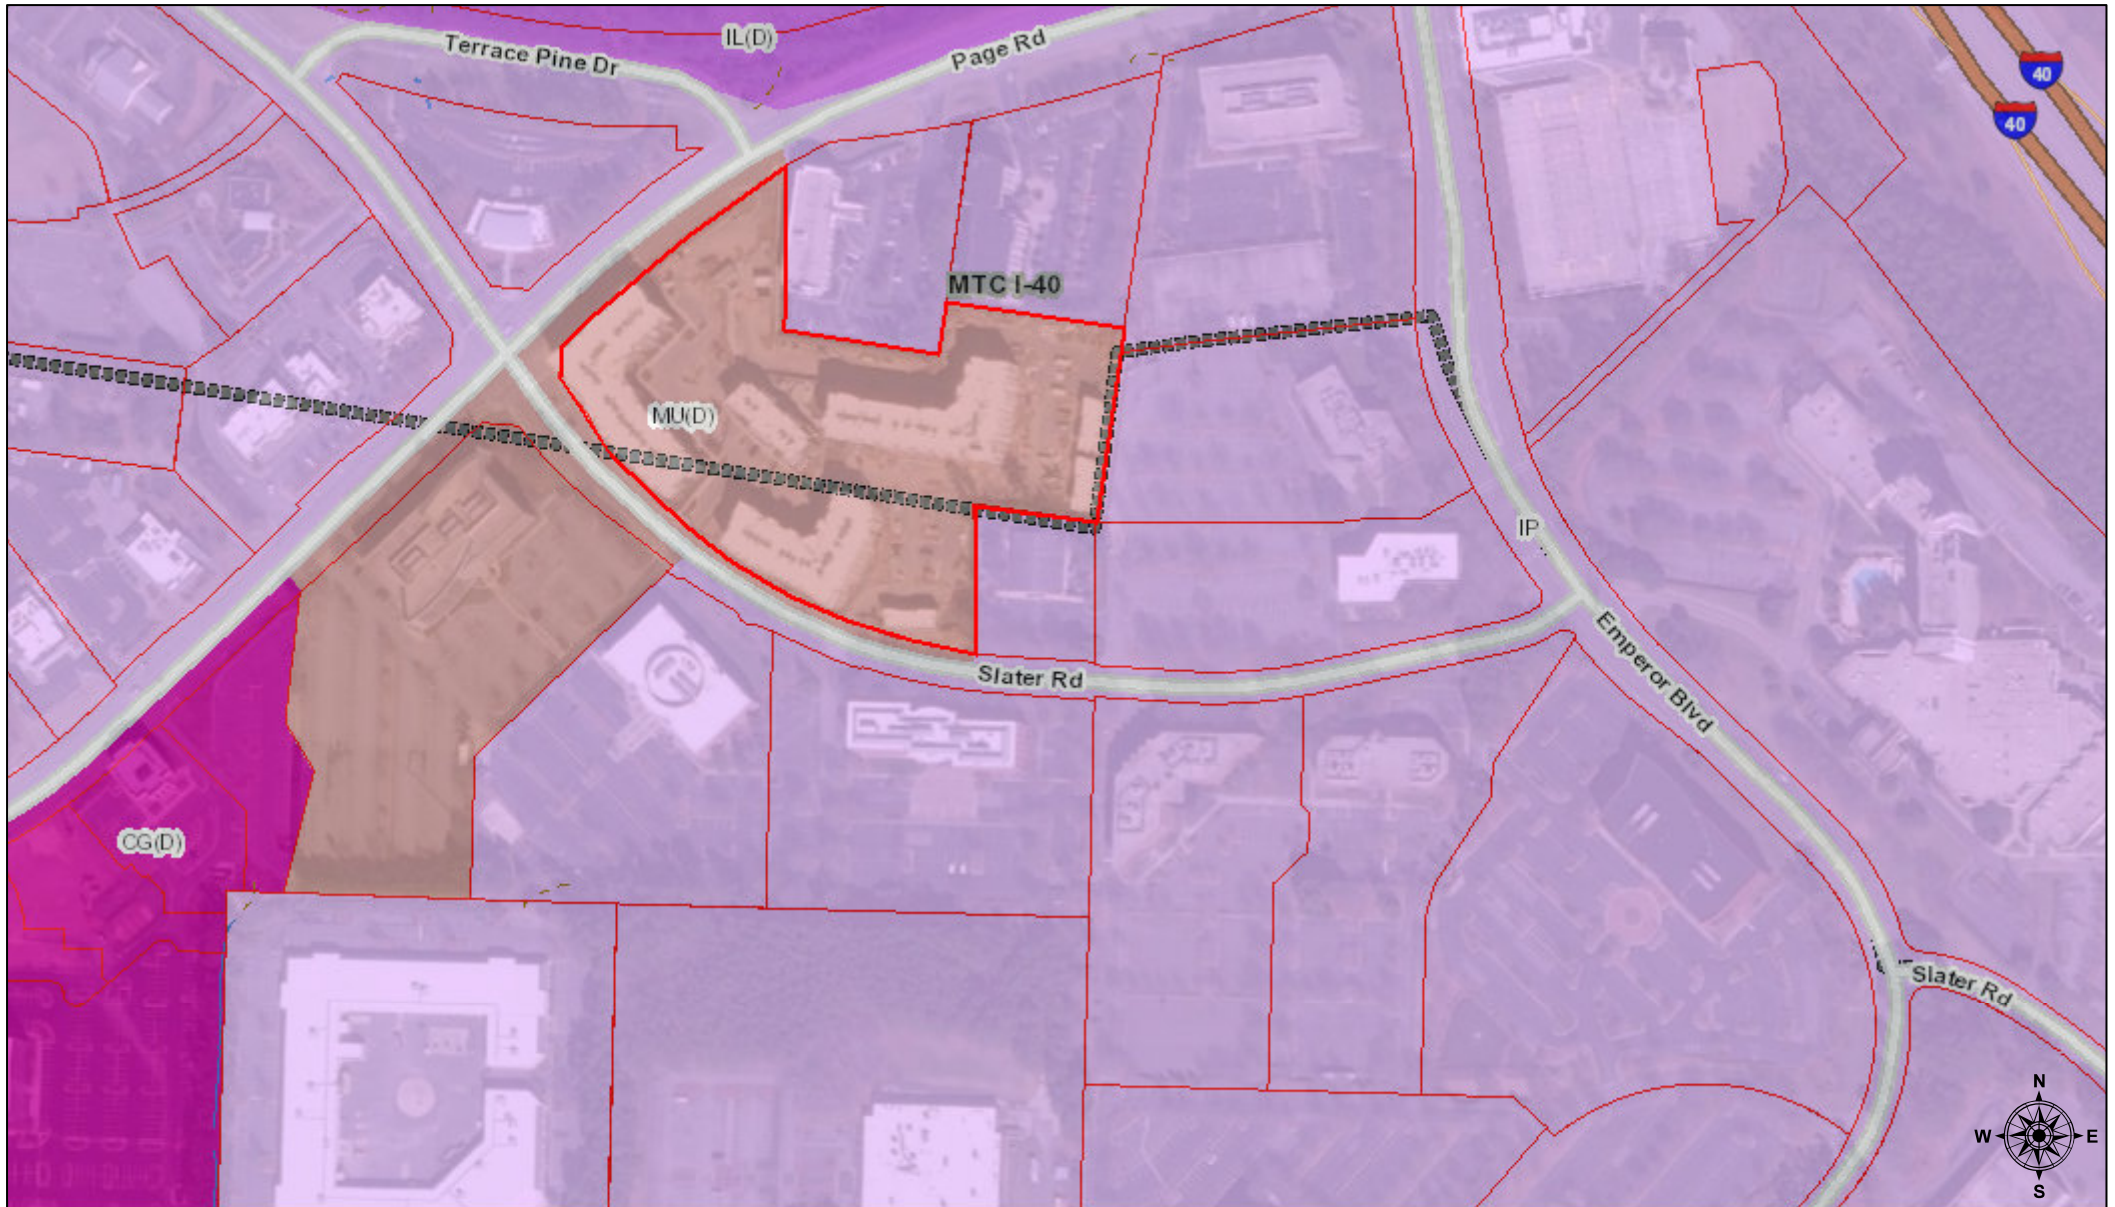 IL(D)
Terrace Pine Dr
Page Rd
40
40
MTC I-40
MU(D)
IP
Emperor Blvd
Slater Rd
CG(D)
Slater Rd
N
W
E
S